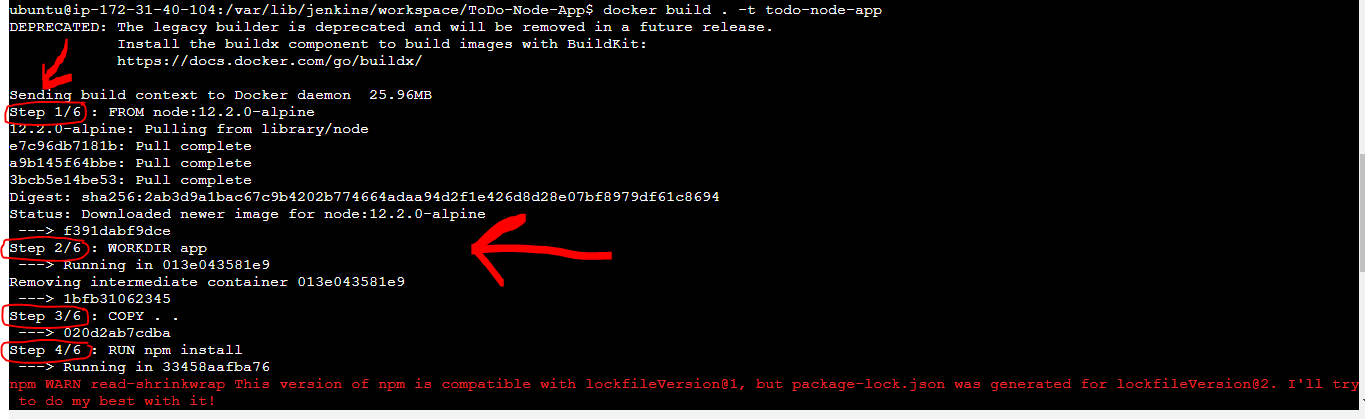 ubuntu@ip-172-31-40-104:/var/lib/jenkins/workspace/ToDo-Node-App$ docker build . -t todo-node-app
DEPRECATED: The legacy builder is deprecated and will be removed in a future release.
Install the buildx component to build images with BuildKit:
https://docs.docker.com/go/buildx/
Sending build context to Docker daemon  25.96MB
Step 1/6 : FROM node:12.2.0-alpine
12.2.0-alpine: Pulling from library/node
e7c96db7181b: Pull complete
a9b145f64bbe: Pull complete
3bcb5e14be53: Pull complete
Digest: sha256:2ab3d9a1bac67c9b4202b774664adaa94d2f1e426d8d28e07bf8979df61c8694
Status: Downloaded newer image for node:12.2.0-alpine
---> f391dabf9dce
Step 2/6 : WORKDIR app
---> Running in 013e043581e9
Removing intermediate container 013e043581e9
---> 1bfb31062345
Step 3/6 : COPY . .
---> 020d2ab7cdba
Step 4/6 : RUN npm install
---> Running in 33458aafba76
npm WARN read-shrinkwrap This version of npm is compatible with lockfileVersion@1, but package-lock.json was generated for lockfileVersion@2. I'll try
to do my best with it!